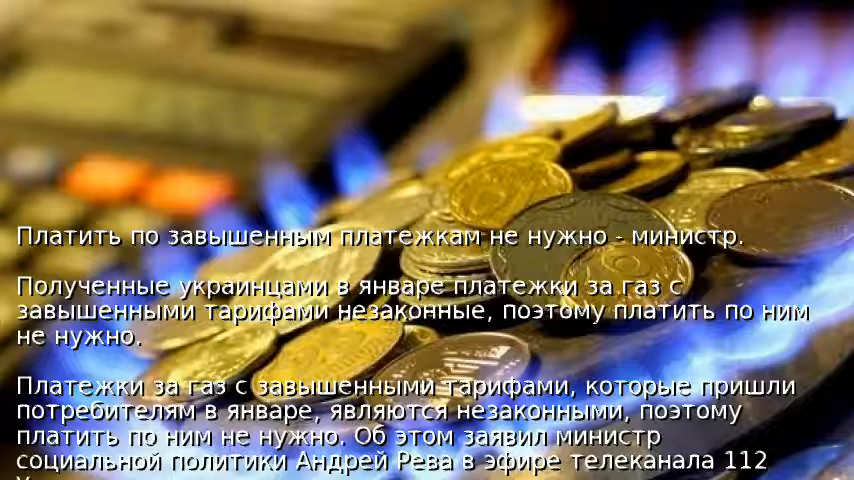 Платить по завышенным платежкам не нужно - министр.
Полученные украинцами в январе платежки за газ с
завышенными тарифами незаконные, поэтому платить по ним
не нужно.
Платежки за газ с завышенными тарифами, которые пришли
потребителям в январе, являются незаконными, поэтому
платить по ним не нужно. Об этом заявил министр
социальной политики Андрей Рева в эфире телеканала 112